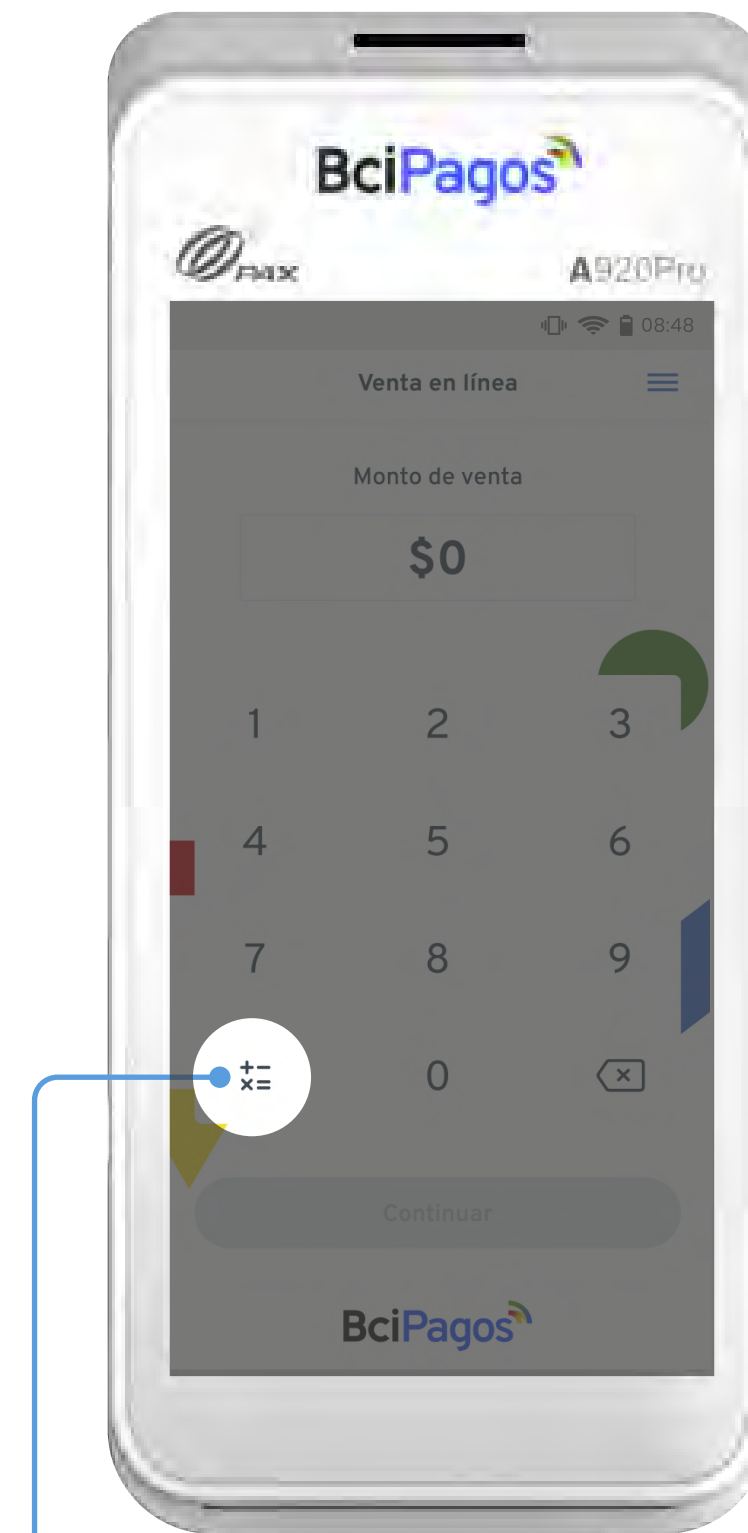 BciPagos
PAX
A920Pro
08:48
Venta en línea
Monto de venta
$0
1 2 3
4 5 6
7 8 9
+−
×=
0
Continuar
BciPagos